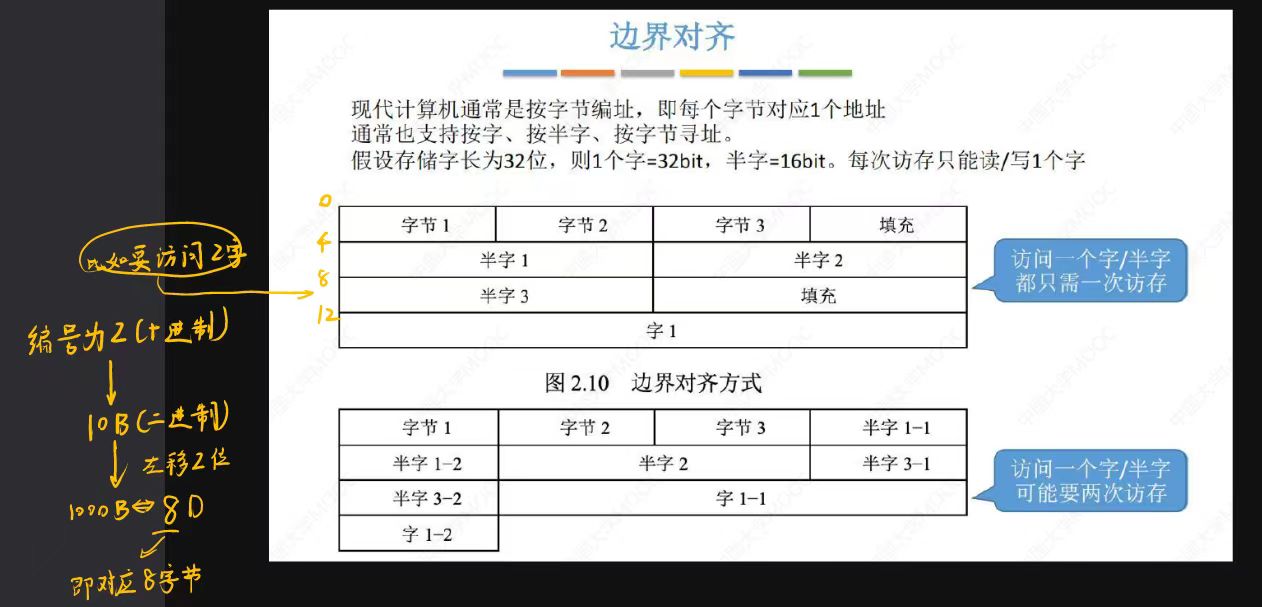 边界对齐
现代计算机通常是按字节编址，即每个字节对应1个地址
通常也支持按字、按半字、按字节寻址。
假设存储字长为32位，则1个字=32bit，半字=16bit。每次访存只能读/写1个字
0
字节 1 字节 2 字节 3 填充
4
半字 1 半字 2
8
半字 3 填充
12
字 1
访问一个字/半字
都只需一次访存
图 2.10 边界对齐方式
字节 1 字节 2 字节 3 半字 1-1
半字 1-2 半字 2 半字 3-1
半字 3-2 字 1-1
字 1-2
访问一个字/半字
可能要两次访存
比如要访问2字
编号为2(十进制)
10B(二进制)
左移2位
1000B⇔8D
即对应8字节
中国大学MOOC